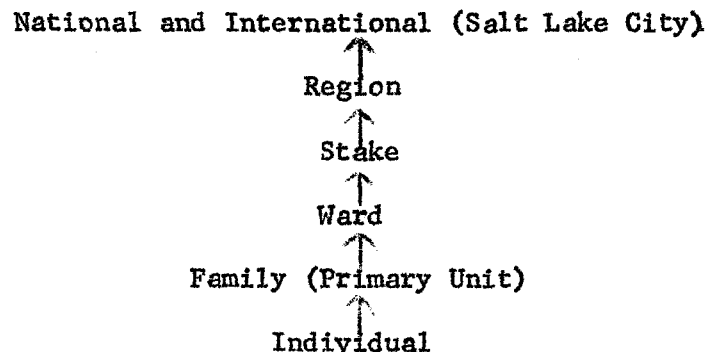 National and International (Salt Lake City)
Region
Stake
Ward
Family (Primary Unit)
Individual